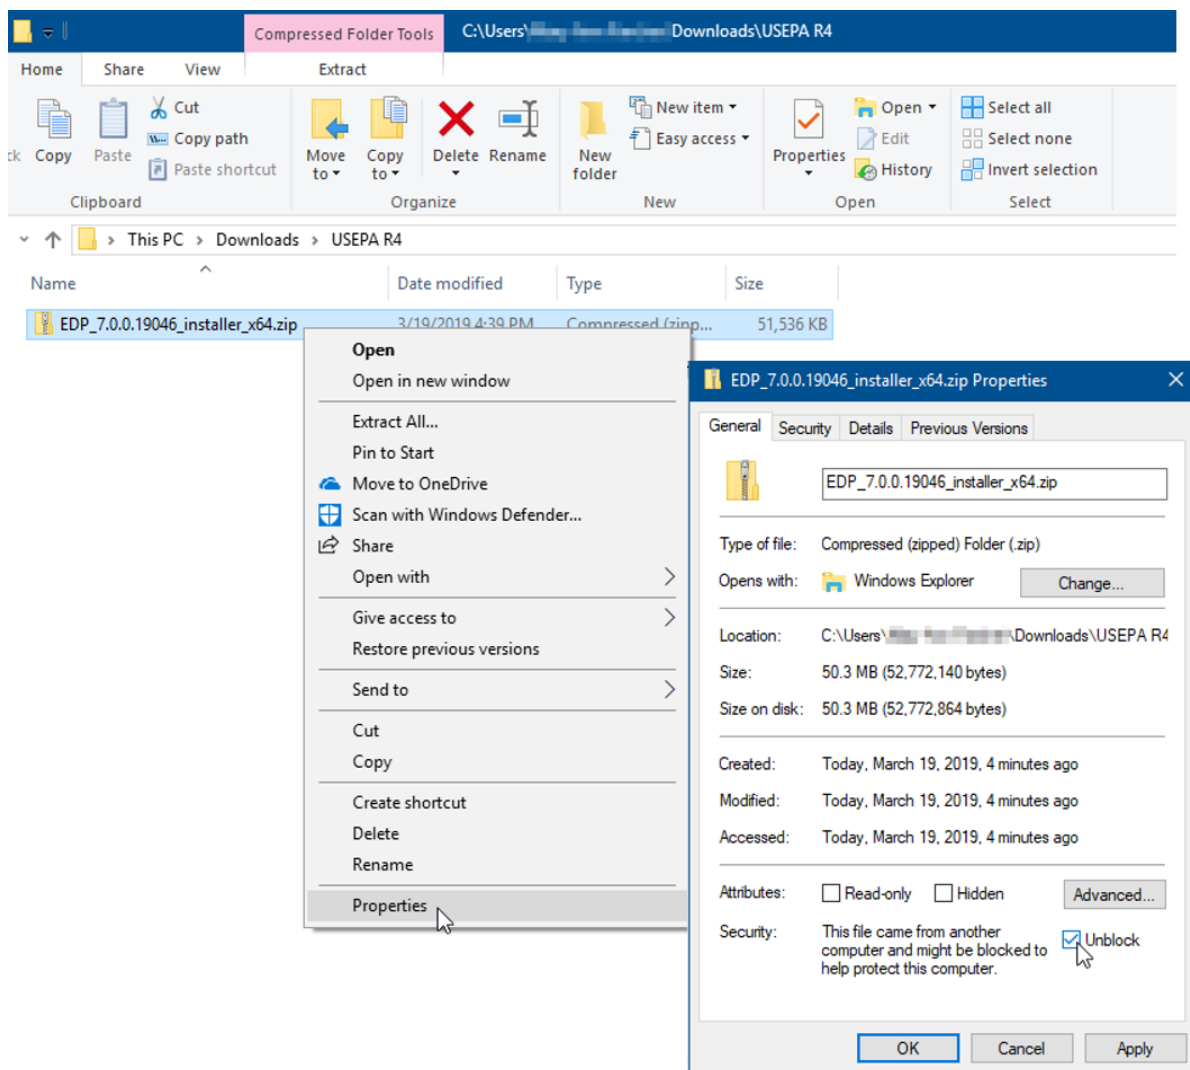 Compressed Folder Tools
C:\Users\ Downloads\USEPA R4
Home Share View Extract
Cut
Copy path
Paste shortcut
Copy
Paste
Clipboard
Move to
Copy to
Delete
Rename
Organize
New folder
New item
Easy access
New
Properties
Open
Edit
History
Open
Select all
Select none
Invert selection
Select
This PC > Downloads > USEPA R4
Name Date modified Type Size
EDP_7.0.0.19046_installer_x64.zip 3/19/2019 4:39 PM Compressed (zipp... 51,536 KB
Open
Open in new window
Extract All...
Pin to Start
Move to OneDrive
Scan with Windows Defender...
Share
Open with
Give access to
Restore previous versions
Send to
Cut
Copy
Create shortcut
Delete
Rename
Properties
EDP_7.0.0.19046_installer_x64.zip Properties
General Security Details Previous Versions
EDP_7.0.0.19046_installer_x64.zip
Type of file: Compressed (zipped) Folder (.zip)
Opens with: Windows Explorer Change...
Location: C:\Users\ \Downloads\USEPA R4
Size: 50.3 MB (52,772,140 bytes)
Size on disk: 50.3 MB (52,772,864 bytes)
Created: Today, March 19, 2019, 4 minutes ago
Modified: Today, March 19, 2019, 4 minutes ago
Accessed: Today, March 19, 2019, 4 minutes ago
Attributes: Read-only Hidden Advanced...
Security: This file came from another
computer and might be blocked to
help protect this computer.
Unblock
OK Cancel Apply